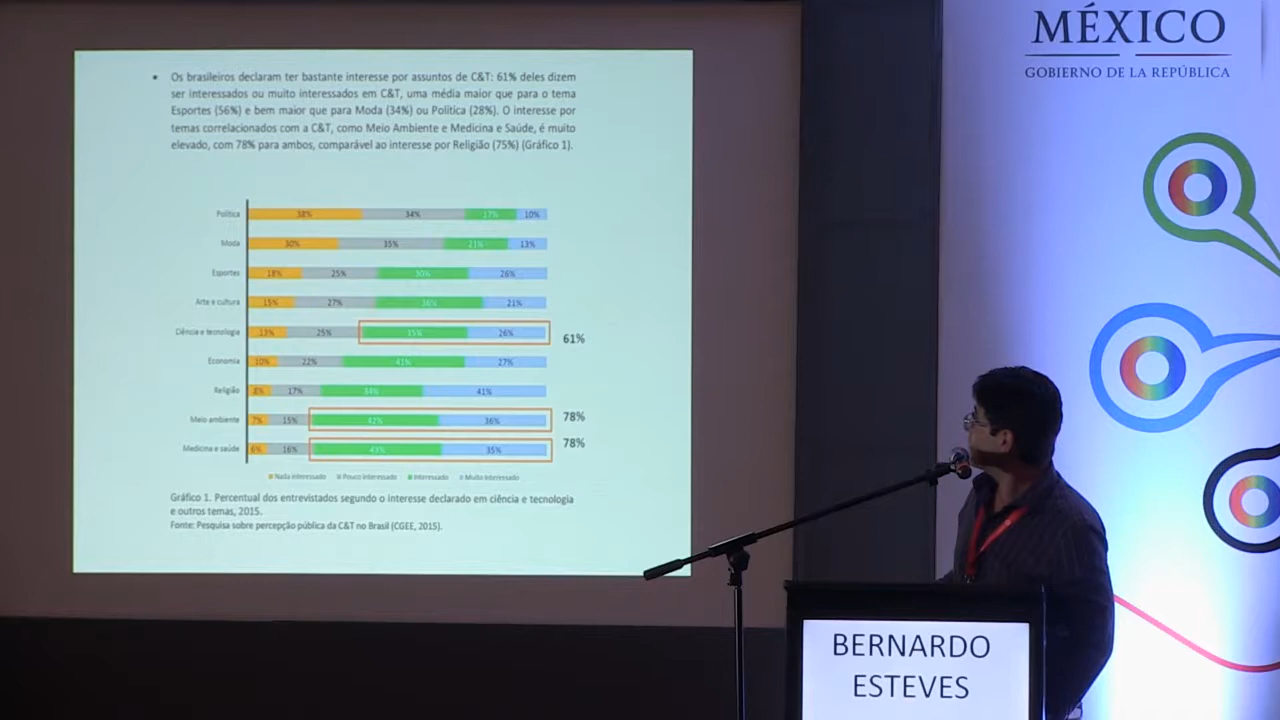 • Os brasileiros declaram ter bastante interesse por assuntos de C&T: 61% deles dizem
ser interessados ou muito interessados em C&T, uma média maior que para o tema
Esportes (56%) e bem maior que para Moda (34%) ou Política (28%). O interesse por
temas correlacionados com a C&T, como Meio Ambiente e Medicina e Saúde, é muito
elevado, com 78% para ambos, comparável ao interesse por Religião (75%) (Gráfico 1).
Política 38% 34% 17% 10%
Moda 30% 35% 21% 13%
Esportes 18% 25% 30% 26%
Arte e cultura 15% 27% 36% 21%
Ciência e tecnologia 13% 25% 35% 26% 61%
Economia 10% 22% 41% 27%
Religião 8% 17% 34% 41%
Meio ambiente 7% 15% 42% 36% 78%
Medicina e saúde 6% 16% 43% 35% 78%
Nada interessado Pouco interessado Interessado Muito interessado
Gráfico 1. Percentual dos entrevistados segundo o interesse declarado em ciência e tecnologia
e outros temas, 2015.
Fonte: Pesquisa sobre percepção pública da C&T no Brasil (CGEE, 2015).
MÉXICO
GOBIERNO DE LA REPÚBLICA
BERNARDO
ESTEVES